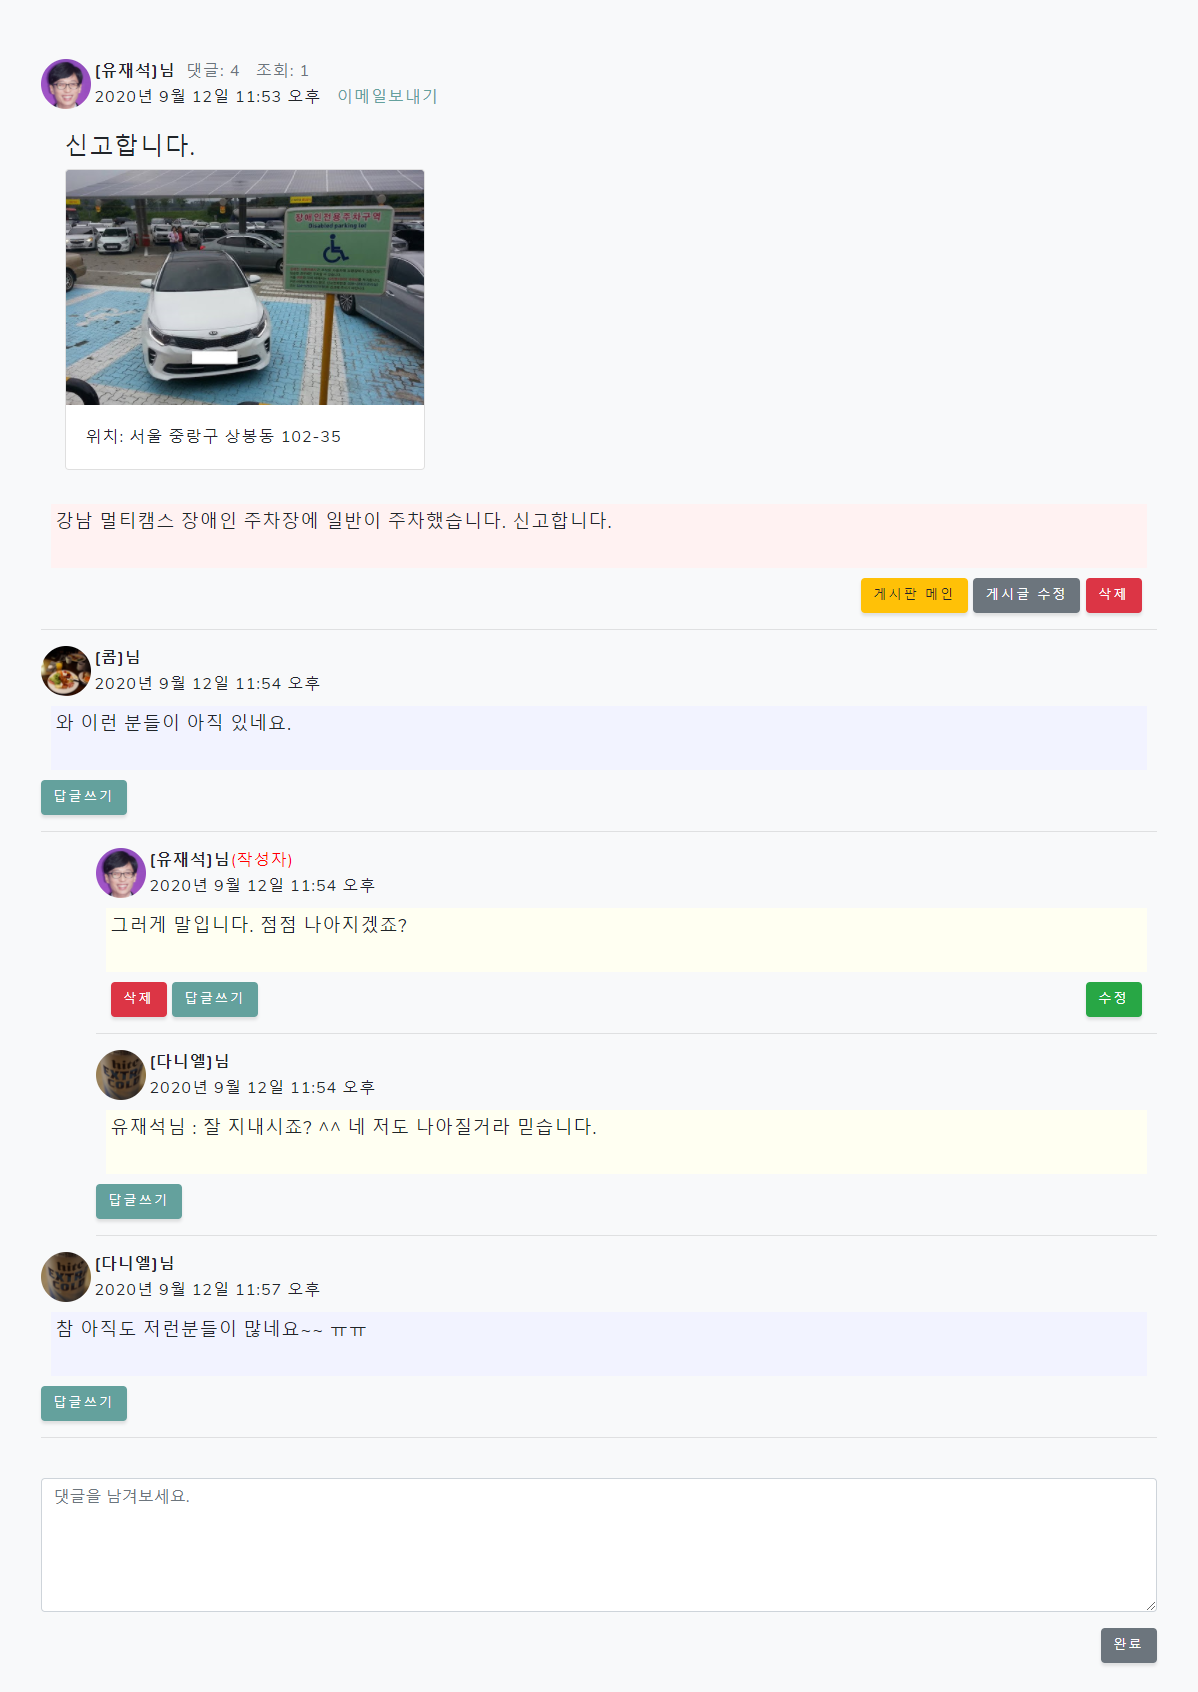 [유재석]님 댓글: 4 조회: 1
2020년 9월 12일 11:53 오후 이메일보내기
신고합니다.
장애인전용주차구역
Disabled parking lot
위치: 서울 중랑구 상봉동 102-35
강남 멀티캠스 장애인 주차장에 일반이 주차했습니다. 신고합니다.
게시판 메인 게시글 수정 삭제
[콤]님
2020년 9월 12일 11:54 오후
와 이런 분들이 아직 있네요.
답글쓰기
[유재석]님(작성자)
2020년 9월 12일 11:54 오후
그러게 말입니다. 점점 나아지겠죠?
삭제 답글쓰기 수정
hite
EXTRA
COLD
[다니엘]님
2020년 9월 12일 11:54 오후
유재석님 : 잘 지내시죠? ^^ 네 저도 나아질거라 믿습니다.
답글쓰기
hite
EXTRA
COLD
[다니엘]님
2020년 9월 12일 11:57 오후
참 아직도 저런분들이 많네요~~ ㅠㅠ
답글쓰기
댓글을 남겨보세요.
완료